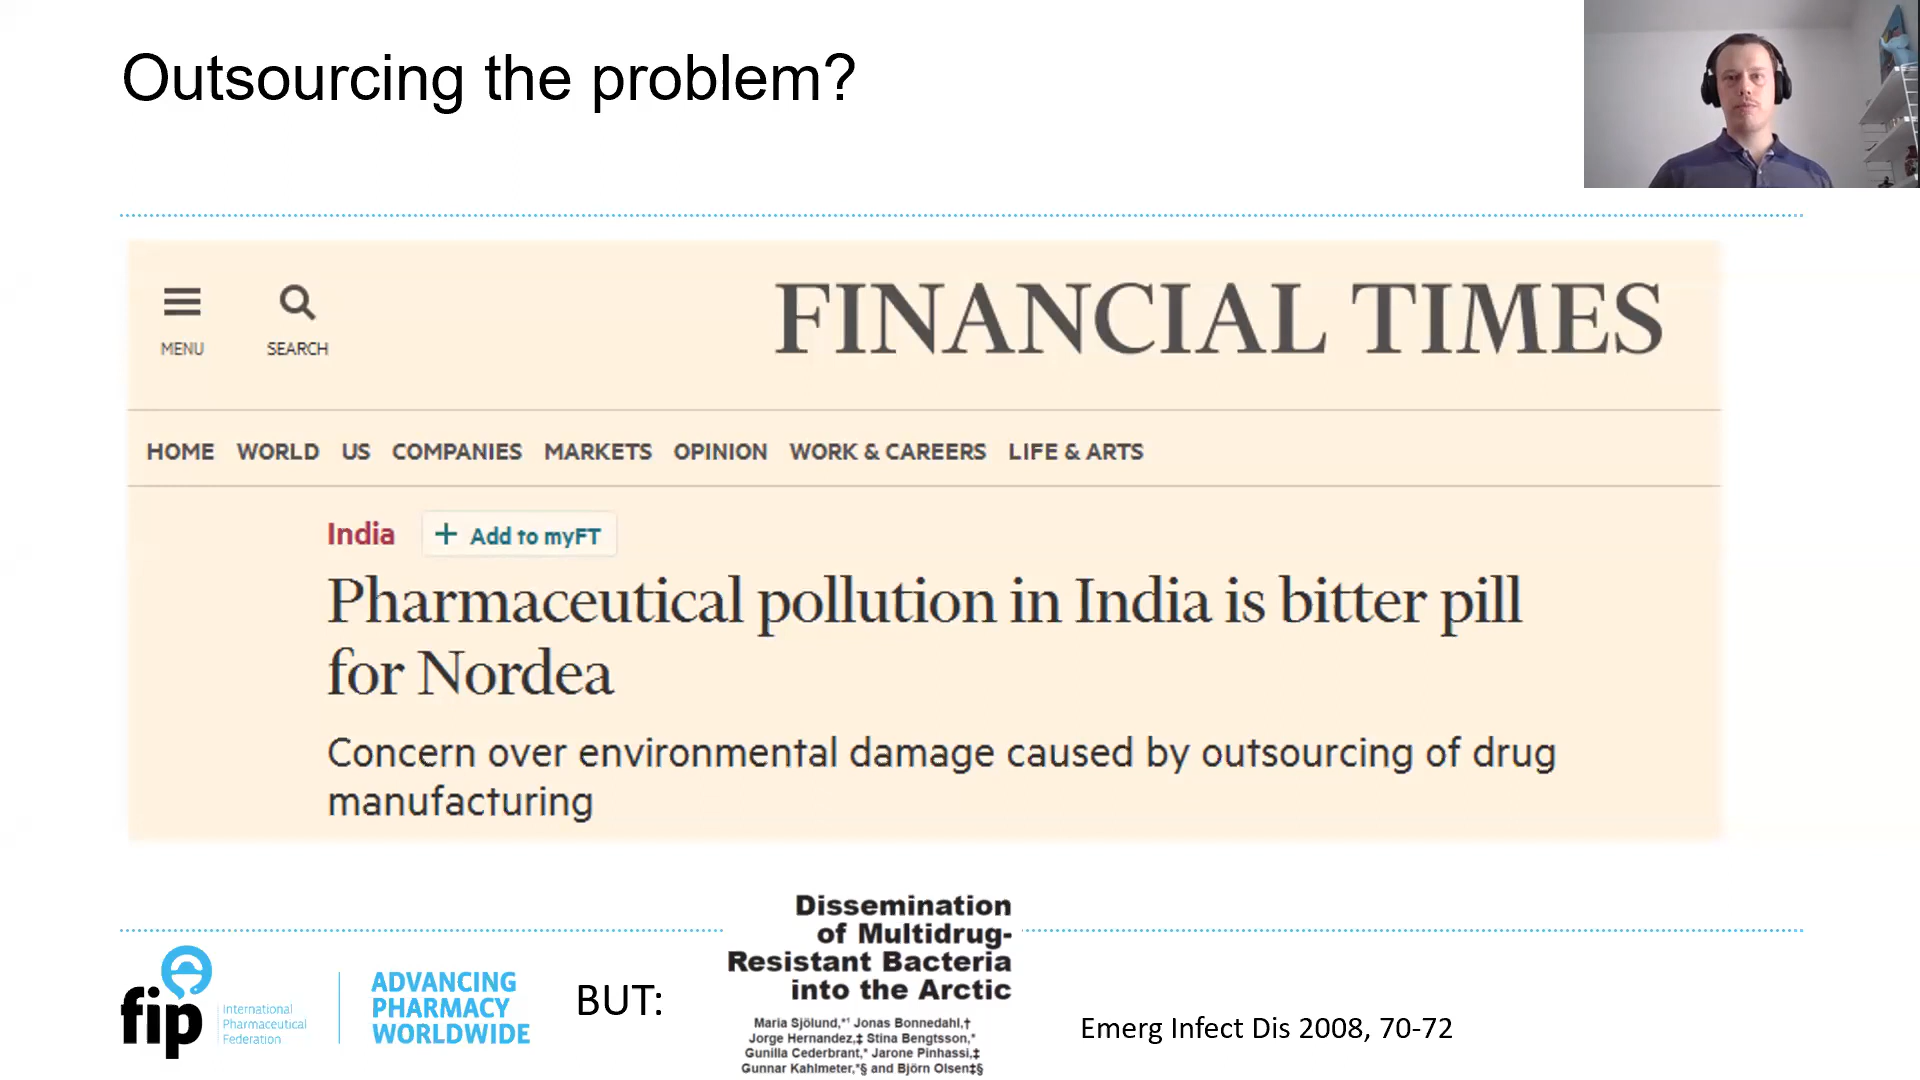 Outsourcing the problem?
FINANCIAL TIMES
MENU
SEARCH
HOME WORLD US COMPANIES MARKETS OPINION WORK & CAREERS LIFE & ARTS
India + Add to myFT
Pharmaceutical pollution in India is bitter pill
for Nordea
Concern over environmental damage caused by outsourcing of drug
manufacturing
fip
International
Pharmaceutical
Federation
ADVANCING
PHARMACY
WORLDWIDE
BUT:
Dissemination
of Multidrug-
Resistant Bacteria
into the Arctic
Maria Sjölund,*¹ Jonas Bonnedahl,†
Jorge Hernandez,‡ Stina Bengtsson,*
Gunilla Cederbrant,* Jarone Pinhassi,‡
Gunnar Kahlmeter,*§ and Björn Olsen‡§
Emerg Infect Dis 2008, 70-72